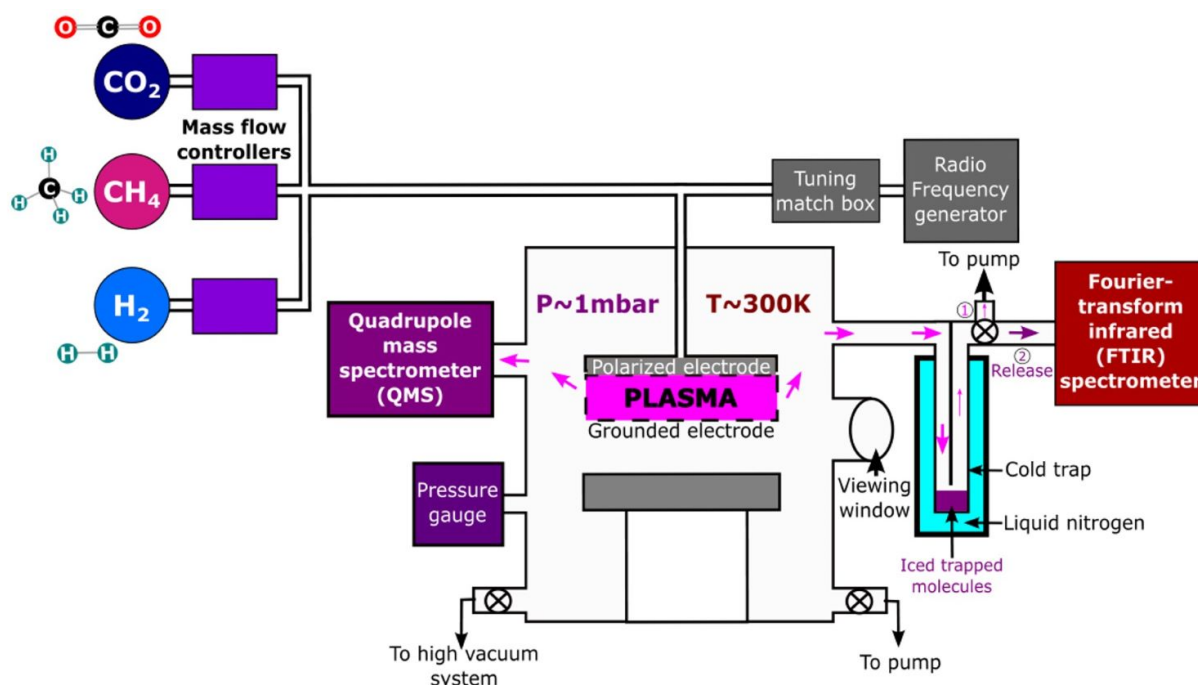 O C O
CO2
Mass flow
controllers
H
C
H
H
H
CH4
H2
H H
Tuning
match box
Radio
Frequency
generator
To pump
P~1mbar
T~300K
Quadrupole
mass
spectrometer
(QMS)
Polarized electrode
PLASMA
Grounded electrode
①
②
Release
Fourier-
transform
infrared
(FTIR)
spectrometer
Pressure
gauge
Viewing
window
Cold trap
Liquid nitrogen
Iced trapped
molecules
To high vacuum
system
To pump